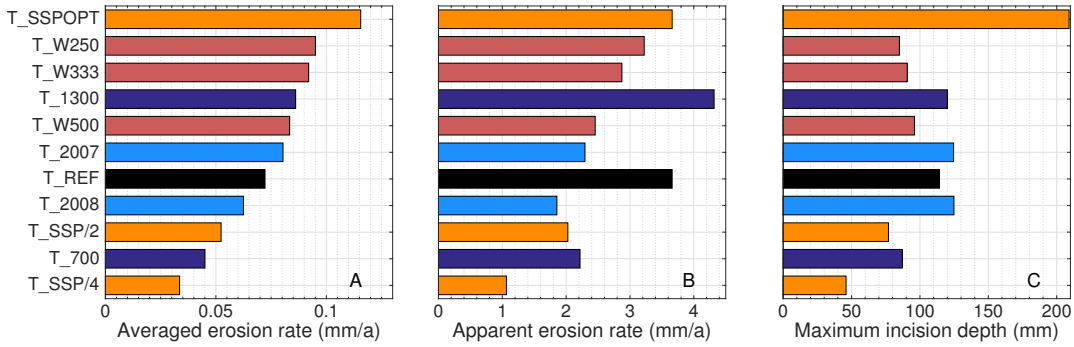 T_SSPOPT
T_W250
T_W333
T_1300
T_W500
T_2007
T_REF
T_2008
T_SSP/2
T_700
T_SSP/4
A
0 0.05 0.1
Averaged erosion rate (mm/a)
B
0 1 2 3 4
Apparent erosion rate (mm/a)
C
0 50 100 150 200
Maximum incision depth (mm)